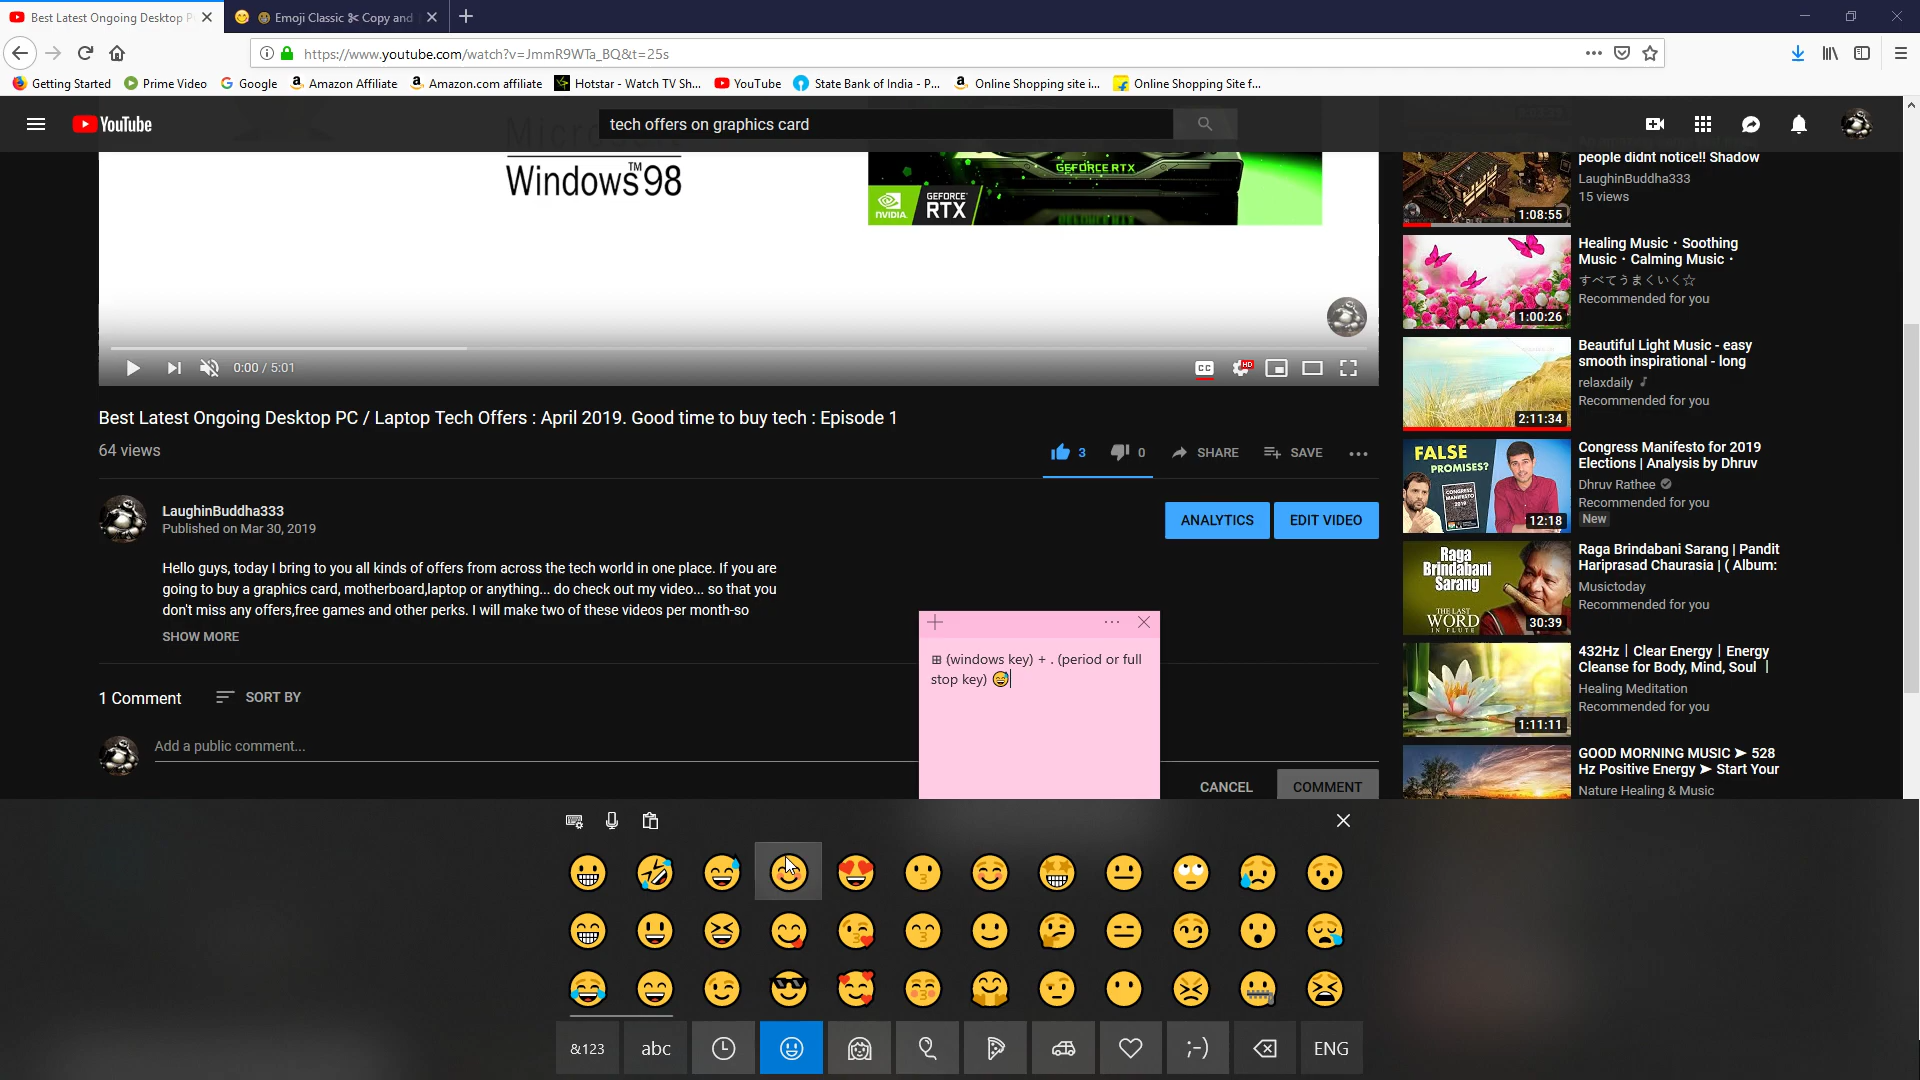 Best Latest Ongoing Desktop P
Emoji Classic ✂ Copy and
https://www.youtube.com/watch?v=JmmR9WTa_BQ&t=25s
Getting Started
Prime Video
Google
Amazon Affiliate
Amazon.com affiliate
Hotstar - Watch TV Sh...
YouTube
State Bank of India - P...
Online Shopping site i...
Online Shopping Site f...
YouTube
tech offers on graphics card
Windows™98
GEFORCE RTX
NVIDIA.
GEFORCE
RTX
0:00 / 5:01
CC
HD
Best Latest Ongoing Desktop PC / Laptop Tech Offers : April 2019. Good time to buy tech : Episode 1
64 views
3
0
SHARE
SAVE
LaughinBuddha333
Published on Mar 30, 2019
ANALYTICS
EDIT VIDEO
Hello guys, today I bring to you all kinds of offers from across the tech world in one place. If you are
going to buy a graphics card, motherboard,laptop or anything... do check out my video... so that you
don't miss any offers,free games and other perks. I will make two of these videos per month-so
SHOW MORE
1 Comment
SORT BY
Add a public comment...
CANCEL
COMMENT
⊞ (windows key) + . (period or full
stop key) 😅
people didnt notice!! Shadow
LaughinBuddha333
15 views
1:08:55
Healing Music・Soothing
Music・Calming Music・
すべてうまくいく☆
Recommended for you
1:00:26
Beautiful Light Music - easy
smooth inspirational - long
relaxdaily ♪
Recommended for you
2:11:34
FALSE
PROMISES?
CONGRESS
MANIFESTO
2019
12:18
Congress Manifesto for 2019
Elections | Analysis by Dhruv
Dhruv Rathee
Recommended for you
New
Raga
Brindabani
Sarang
THE LAST
WORD
IN FLUTE
30:39
Raga Brindabani Sarang | Pandit
Hariprasad Chaurasia | ( Album:
Musictoday
Recommended for you
432Hz | Clear Energy | Energy
Cleanse for Body, Mind, Soul |
Healing Meditation
Recommended for you
1:11:11
GOOD MORNING MUSIC ➤ 528
Hz Positive Energy ➤ Start Your
Nature Healing & Music
&123
abc
;-)
ENG